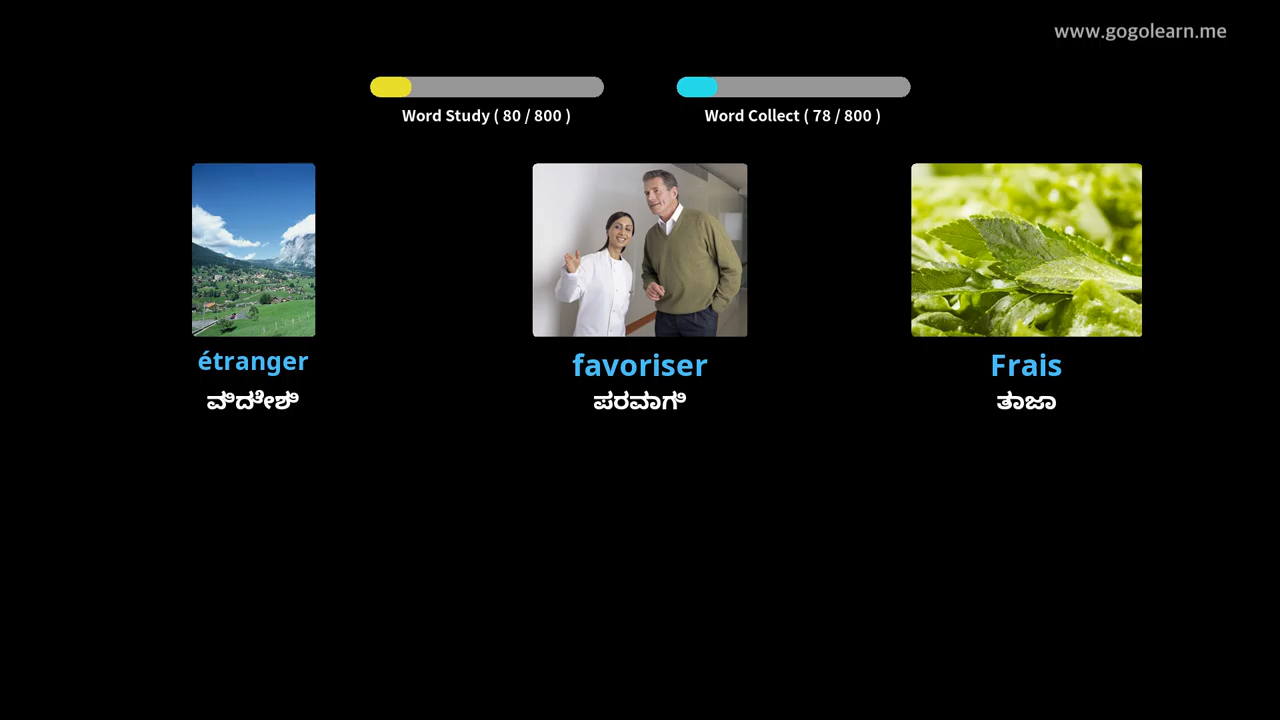 www.gogolearn.me
Word Study ( 80 / 800 )
Word Collect ( 78 / 800 )
étranger
favoriser
Frais
ವಿದೇಶಿ
ಪರವಾಗಿ
ತಾಜಾ